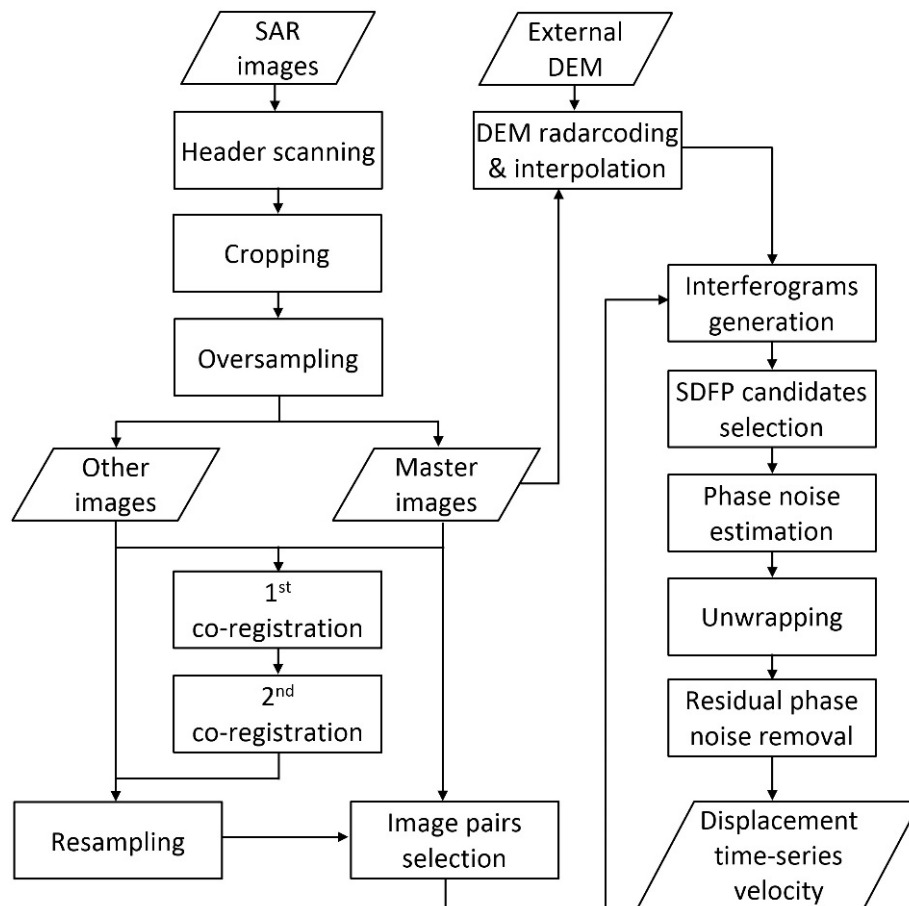 SAR
images
Header scanning
Cropping
Oversampling
Other
images
Master
images
1st
co-registration
2nd
co-registration
Resampling
Image pairs
selection
External
DEM
DEM radarcoding
& interpolation
Interferograms
generation
SDFP candidates
selection
Phase noise
estimation
Unwrapping
Residual phase
noise removal
Displacement
time-series
velocity